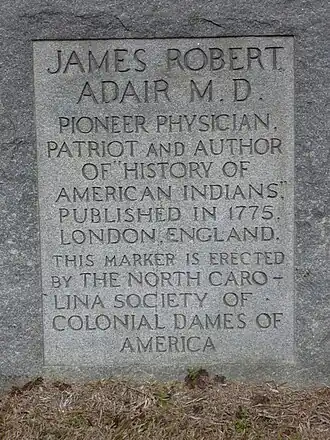 JAMES ROBERT
ADAIR M.D.
PIONEER PHYSICIAN,
PATRIOT AND AUTHOR
OF "HISTORY OF
AMERICAN INDIANS",
PUBLISHED IN 1775,
LONDON, ENGLAND.
THIS MARKER IS ERECTED
BY THE NORTH CARO-
LINA SOCIETY OF
COLONIAL DAMES OF
AMERICA